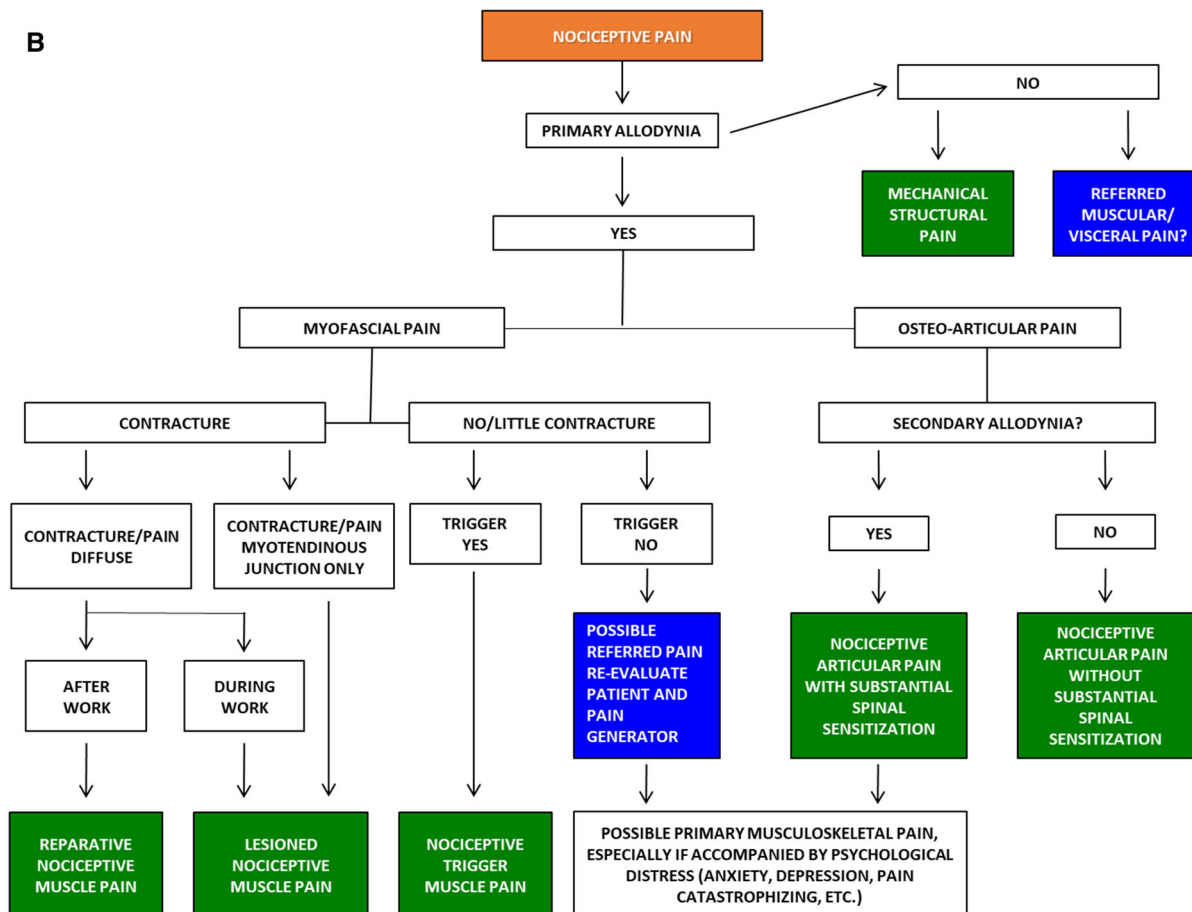 B
NOCICEPTIVE PAIN
NO
PRIMARY ALLODYNIA
MECHANICAL
STRUCTURAL
PAIN
REFERRED
MUSCULAR/
VISCERAL PAIN?
YES
MYOFASCIAL PAIN
OSTEO-ARTICULAR PAIN
CONTRACTURE
NO/LITTLE CONTRACTURE
SECONDARY ALLODYNIA?
CONTRACTURE/PAIN
DIFFUSE
CONTRACTURE/PAIN
MYOTENDINOUS
JUNCTION ONLY
TRIGGER
YES
TRIGGER
NO
YES
NO
AFTER
WORK
DURING
WORK
POSSIBLE
REFERRED PAIN
RE-EVALUATE
PATIENT AND
PAIN
GENERATOR
NOCICEPTIVE
ARTICULAR PAIN
WITH SUBSTANTIAL
SPINAL
SENSITIZATION
NOCICEPTIVE
ARTICULAR PAIN
WITHOUT
SUBSTANTIAL
SPINAL
SENSITIZATION
REPARATIVE
NOCICEPTIVE
MUSCLE PAIN
LESIONED
NOCICEPTIVE
MUSCLE PAIN
NOCICEPTIVE
TRIGGER
MUSCLE PAIN
POSSIBLE PRIMARY MUSCULOSKELETAL PAIN,
ESPECIALLY IF ACCOMPANIED BY PSYCHOLOGICAL
DISTRESS (ANXIETY, DEPRESSION, PAIN
CATASTROPHIZING, ETC.)